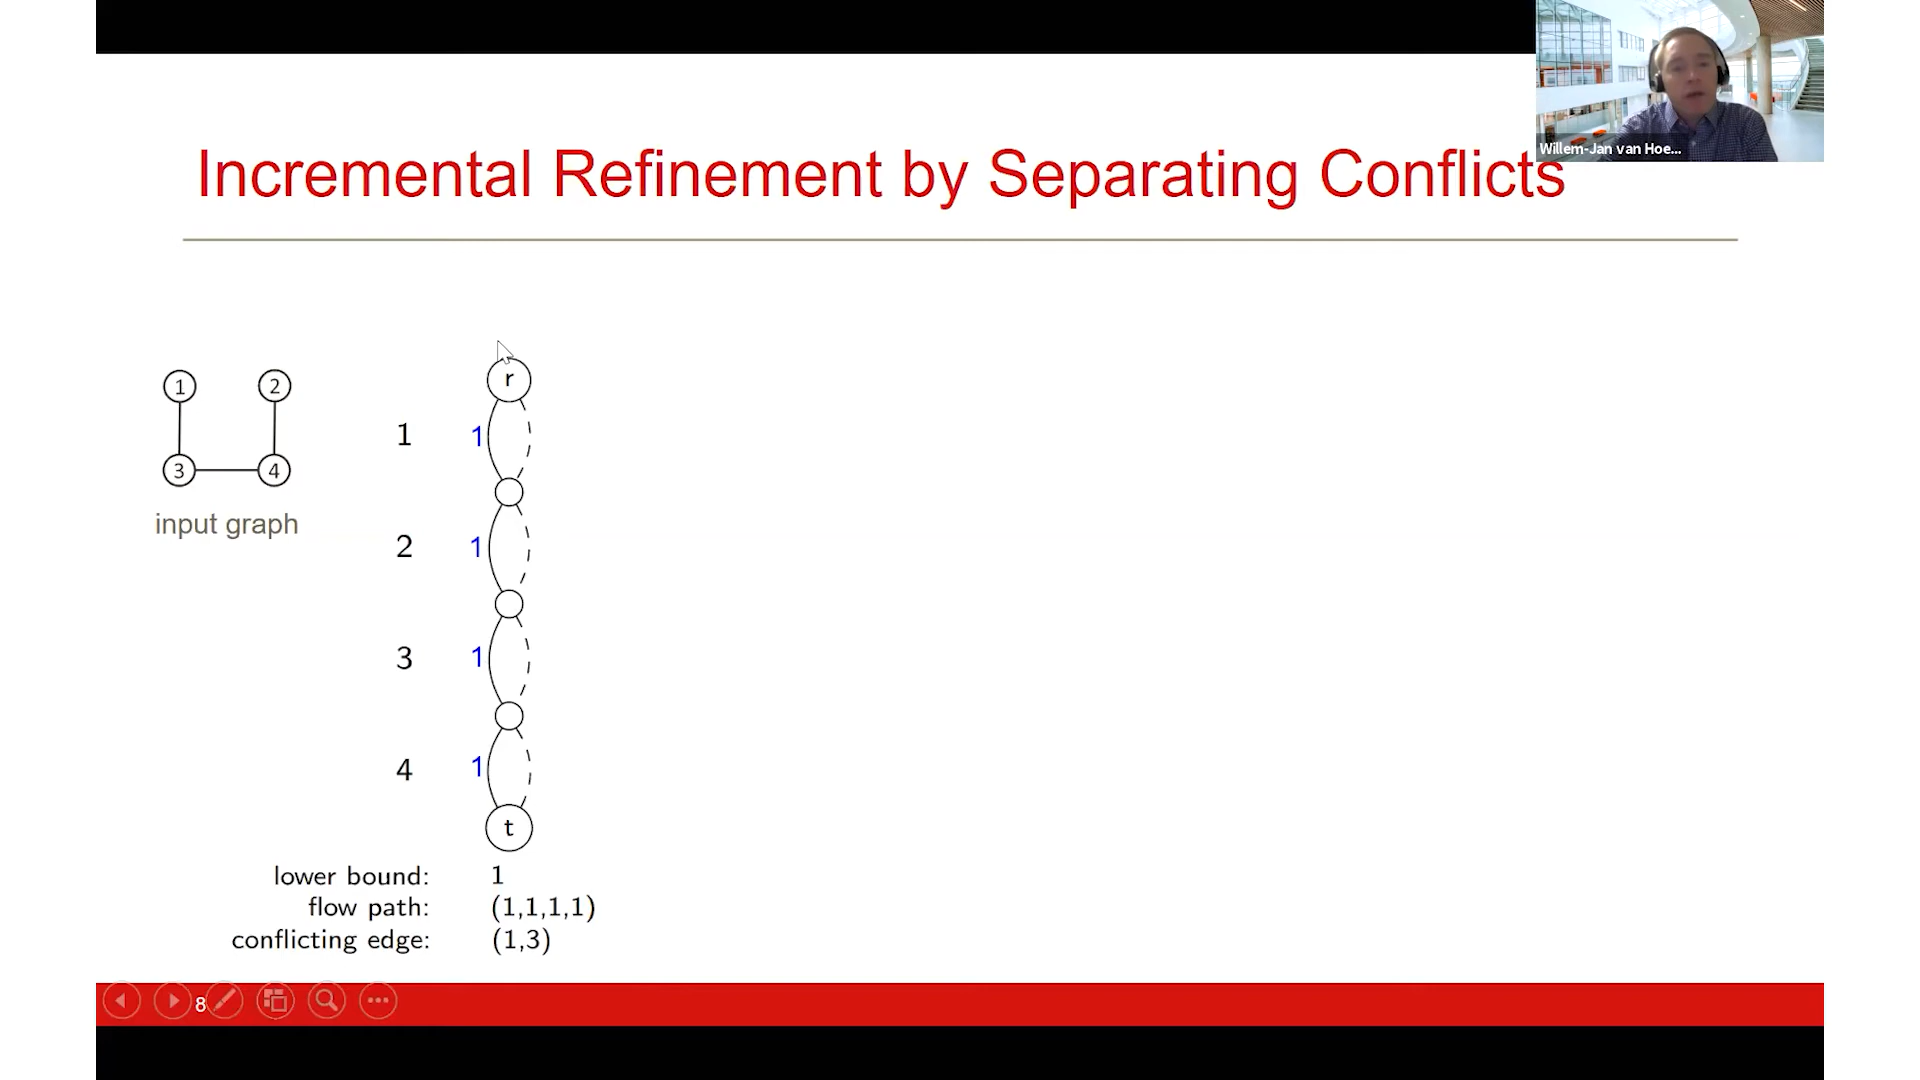 Willem-Jan van Hoe...
Incremental Refinement by Separating Conflicts
1 2
3 4
input graph
r
1 1
2 1
3 1
4 1
t
lower bound: 1
flow path: (1,1,1,1)
conflicting edge: (1,3)
8